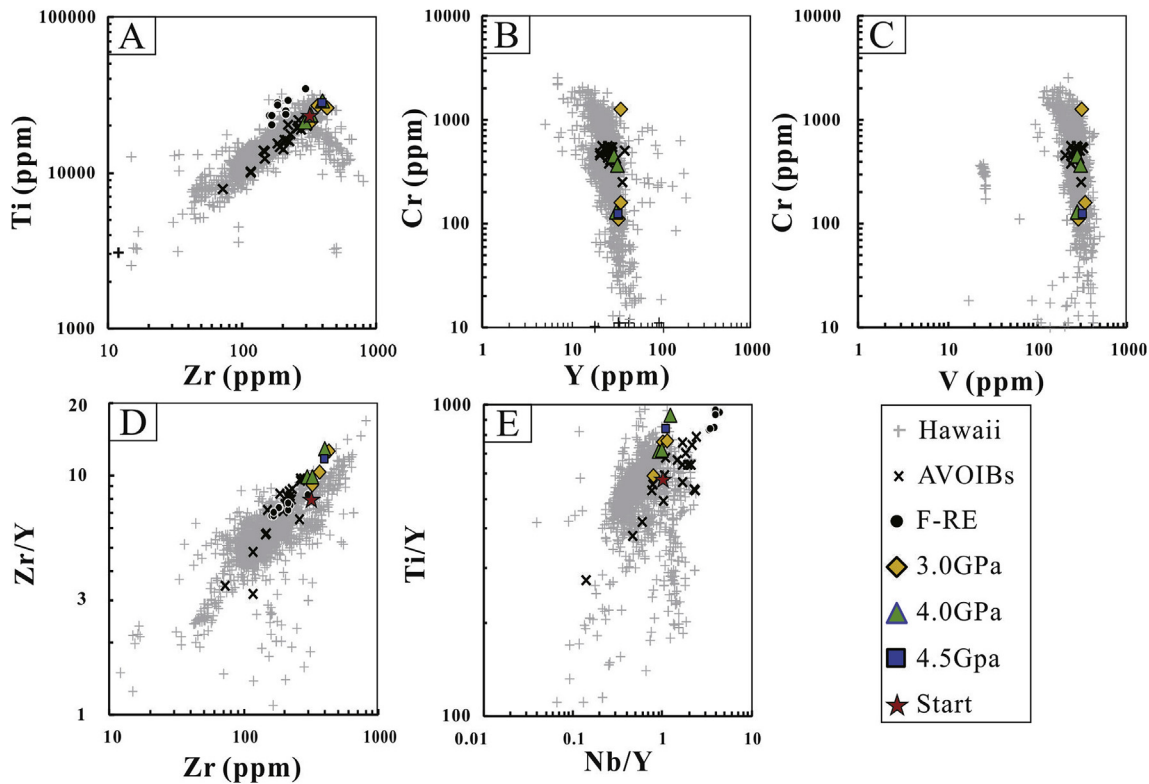 A
B
C
100000
10000
1000
Ti (ppm)
10
100
1000
Zr (ppm)
1000
1000
100
10
Cr (ppm)
1
10
100
1000
Y (ppm)
10000
1000
100
10
Cr (ppm)
1
10
100
1000
V (ppm)
D
E
20
10
3
1
Zr/Y
10
100
1000
Zr (ppm)
1000
100
Ti/Y
0.01
0.1
1
10
Nb/Y
Hawaii
AVOIBs
F-RE
3.0GPa
4.0GPa
4.5Gpa
Start